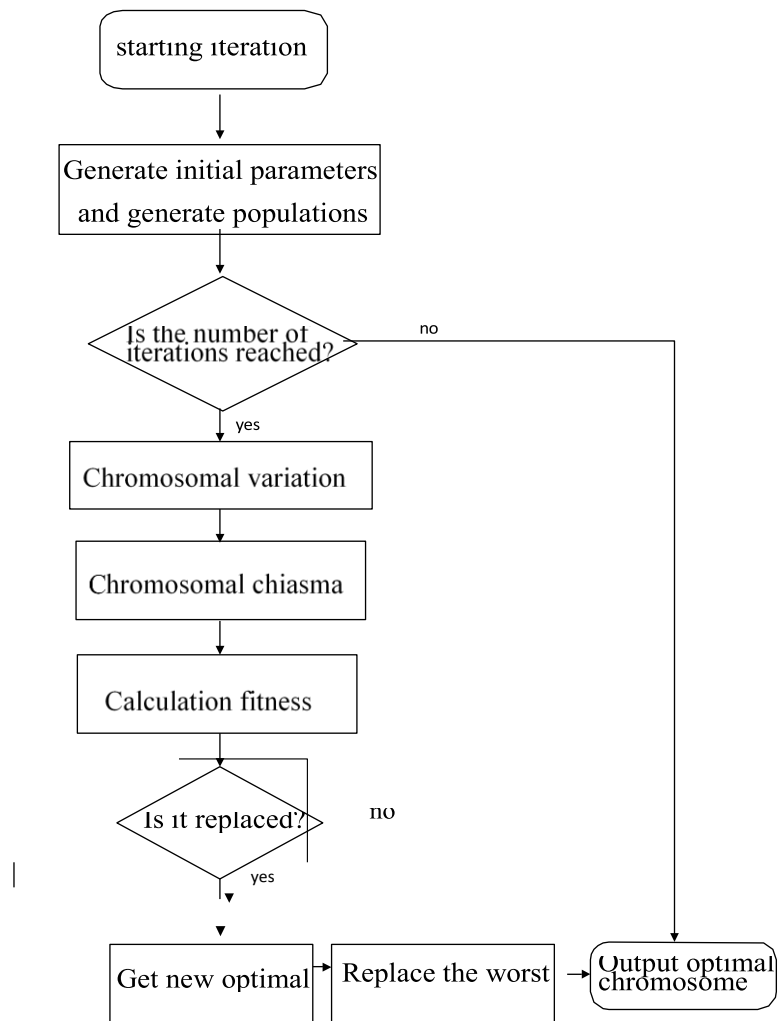 starting iteration
Generate initial parameters
and generate populations
Is the number of
iterations reached?
no
yes
Chromosomal variation
Chromosomal chiasma
Calculation fitness
Is it replaced?
no
yes
Get new optimal
Replace the worst
Output optimal
chromosome